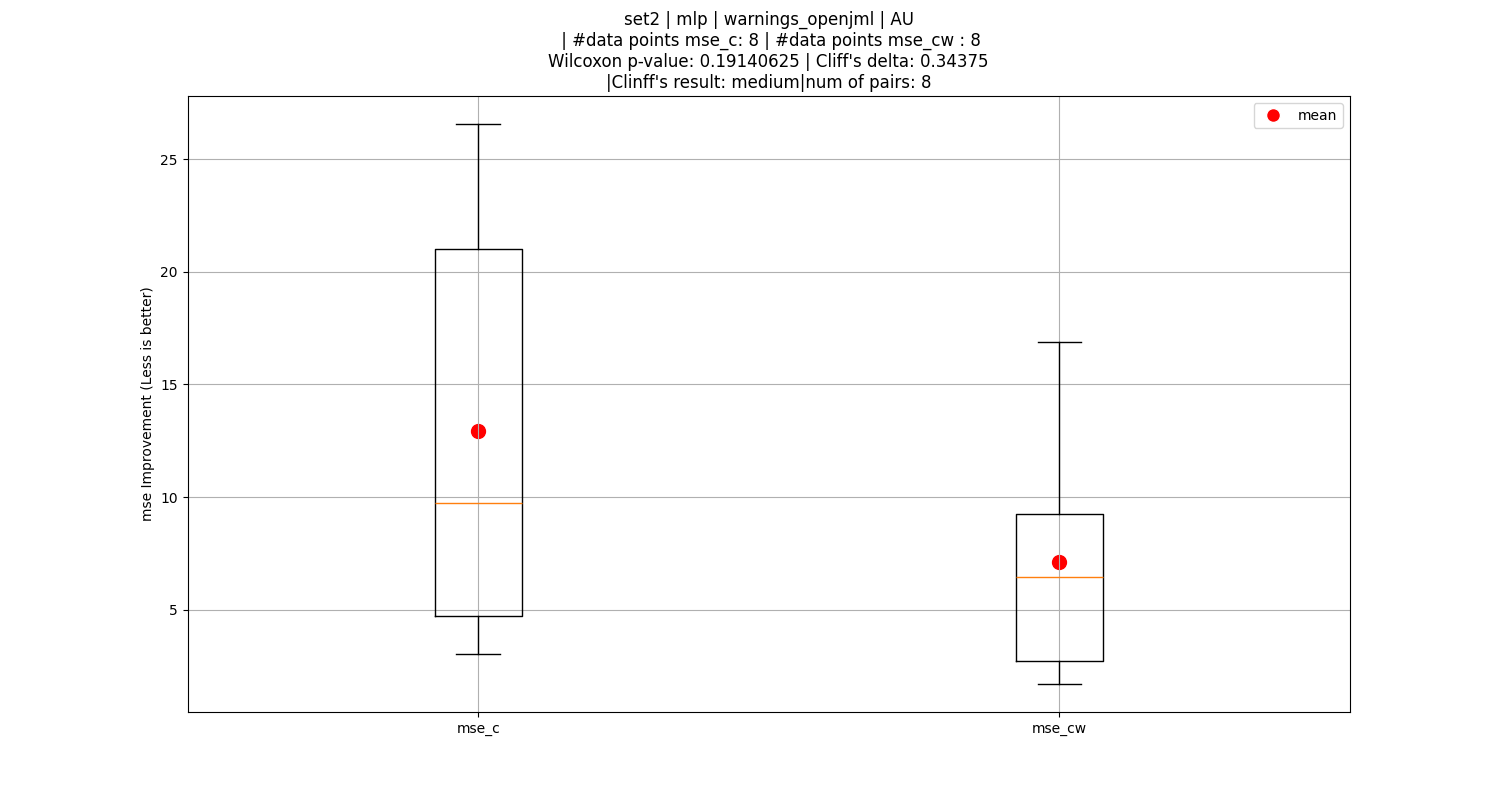 set2 | mlp | warnings_openjml | AU
| #data points mse_c: 8 | #data points mse_cw : 8
Wilcoxon p-value: 0.19140625 | Cliff's delta: 0.34375
|Clinff's result: medium|num of pairs: 8
mean
mse Improvement (Less is better)
25
20
15
10
5
mse_c
mse_cw